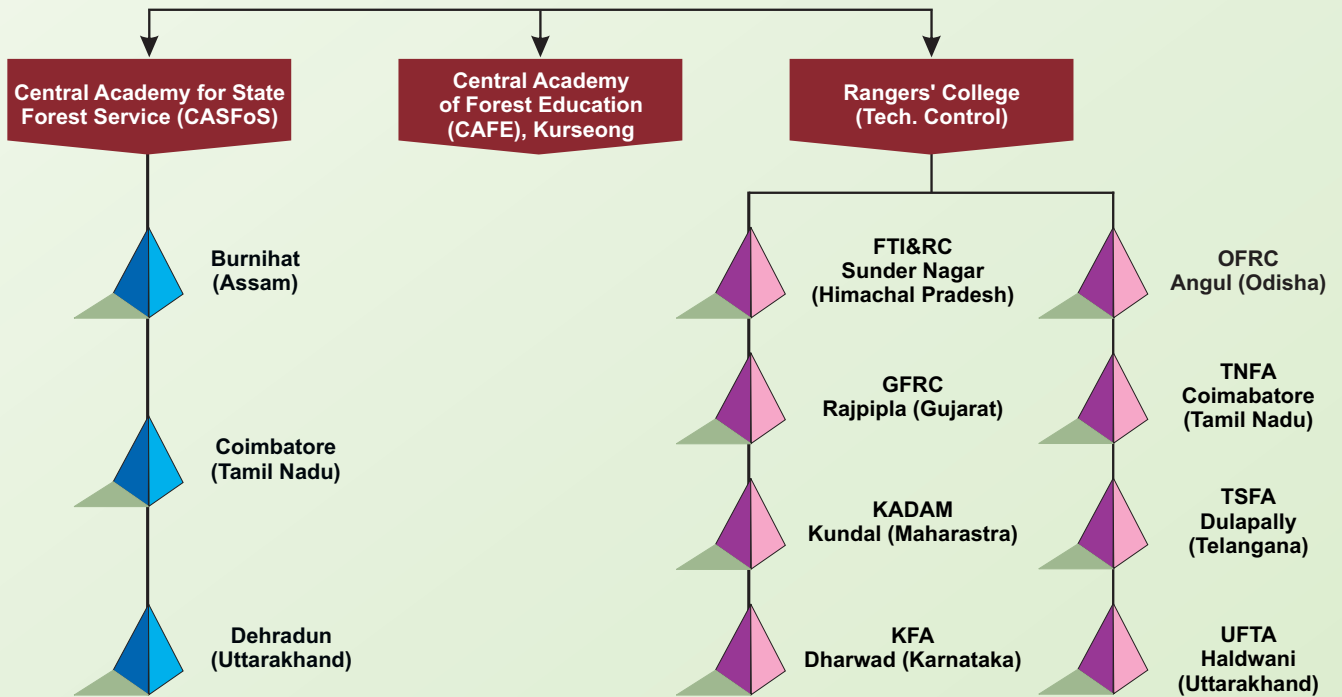 Central Academy for State
Forest Service (CASFoS)
Central Academy
of Forest Education
(CAFE), Kurseong
Rangers' College
(Tech. Control)
Burnihat
(Assam)
Coimbatore
(Tamil Nadu)
Dehradun
(Uttarakhand)
FTI&RC
Sunder Nagar
(Himachal Pradesh)
GFRC
Rajpipla (Gujarat)
KADAM
Kundal (Maharastra)
KFA
Dharwad (Karnataka)
OFRC
Angul (Odisha)
TNFA
Coimabatore
(Tamil Nadu)
TSFA
Dulapally
(Telangana)
UFTA
Haldwani
(Uttarakhand)